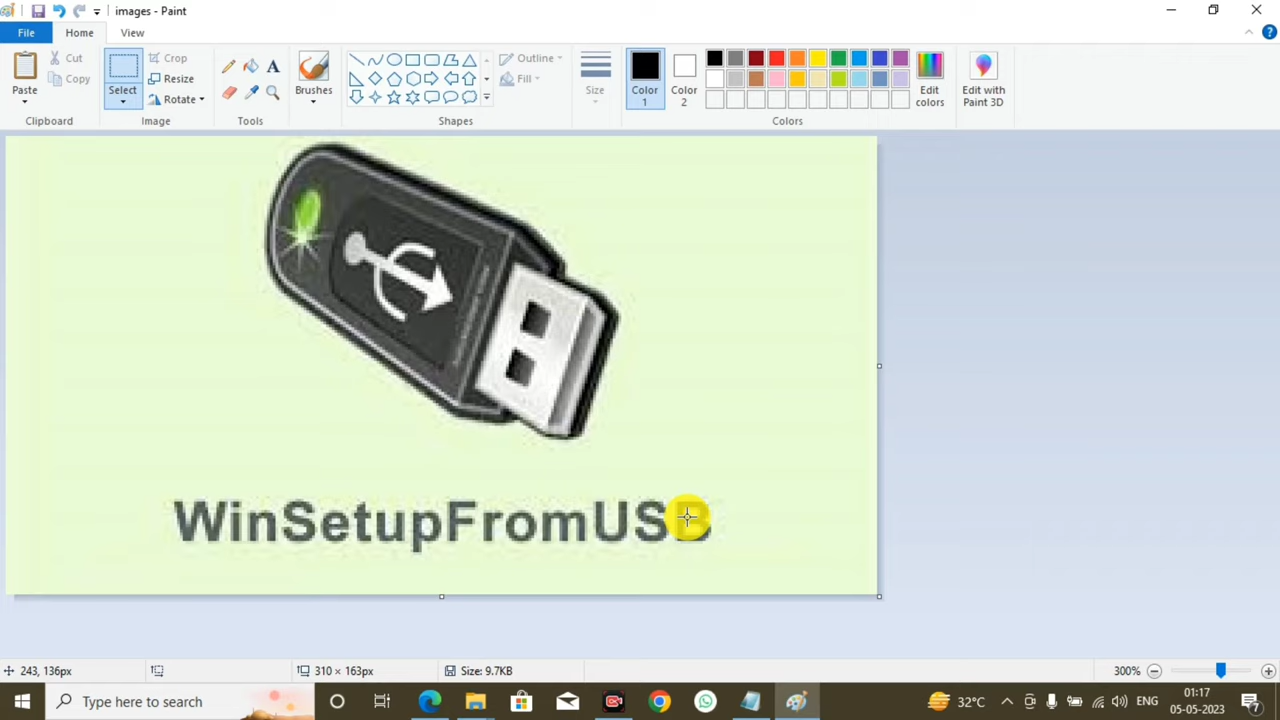 images - Paint
File Home View
Paste
Cut
Copy
Clipboard
Select
Crop
Resize
Rotate
Image
Tools
Brushes
Shapes
Outline
Fill
Size
Color 1
Color 2
Edit colors
Edit with Paint 3D
Colors
WinSetupFromUSB
243, 136px
310 × 163px
Size: 9.7KB
300%
Type here to search
32°C
ENG
01:17
05-05-2023
7